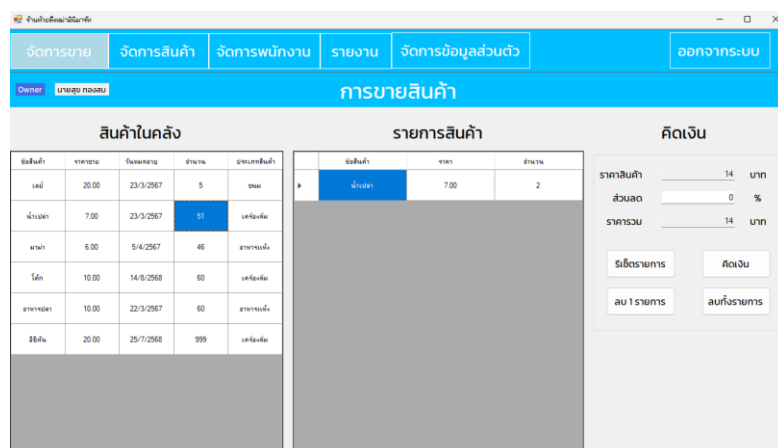 ร้านห้วยตึ๊ดเฒ่ามินิมาร์ท
จัดการขาย จัดการสินค้า จัดการพนักงาน รายงาน จัดการข้อมูลส่วนตัว ออกจากระบบ
Owner นายสุข ทองสบ การขายสินค้า
สินค้าในคลัง รายการสินค้า คิดเงิน
ชื่อสินค้า ราคาขาย วันหมดอายุ จำนวน ประเภทสินค้า ชื่อสินค้า ราคา จำนวน
เลย์ 20.00 23/3/2567 5 ขนม น้ำเปล่า 7.00 2
น้ำเปล่า 7.00 23/3/2567 51 เครื่องดื่ม
มาม่า 6.00 5/4/2567 46 อาหารแห้ง
โค้ก 10.00 14/8/2568 60 เครื่องดื่ม
อาหารปลา 10.00 22/3/2567 60 อาหารแห้ง
อิชิตัน 20.00 25/7/2568 999 เครื่องดื่ม
ราคาสินค้า 14 บาท
ส่วนลด 0 %
ราคารวม 14 บาท
รีเซ็ตรายการ คิดเงิน
ลบ 1 รายการ ลบทั้งรายการ